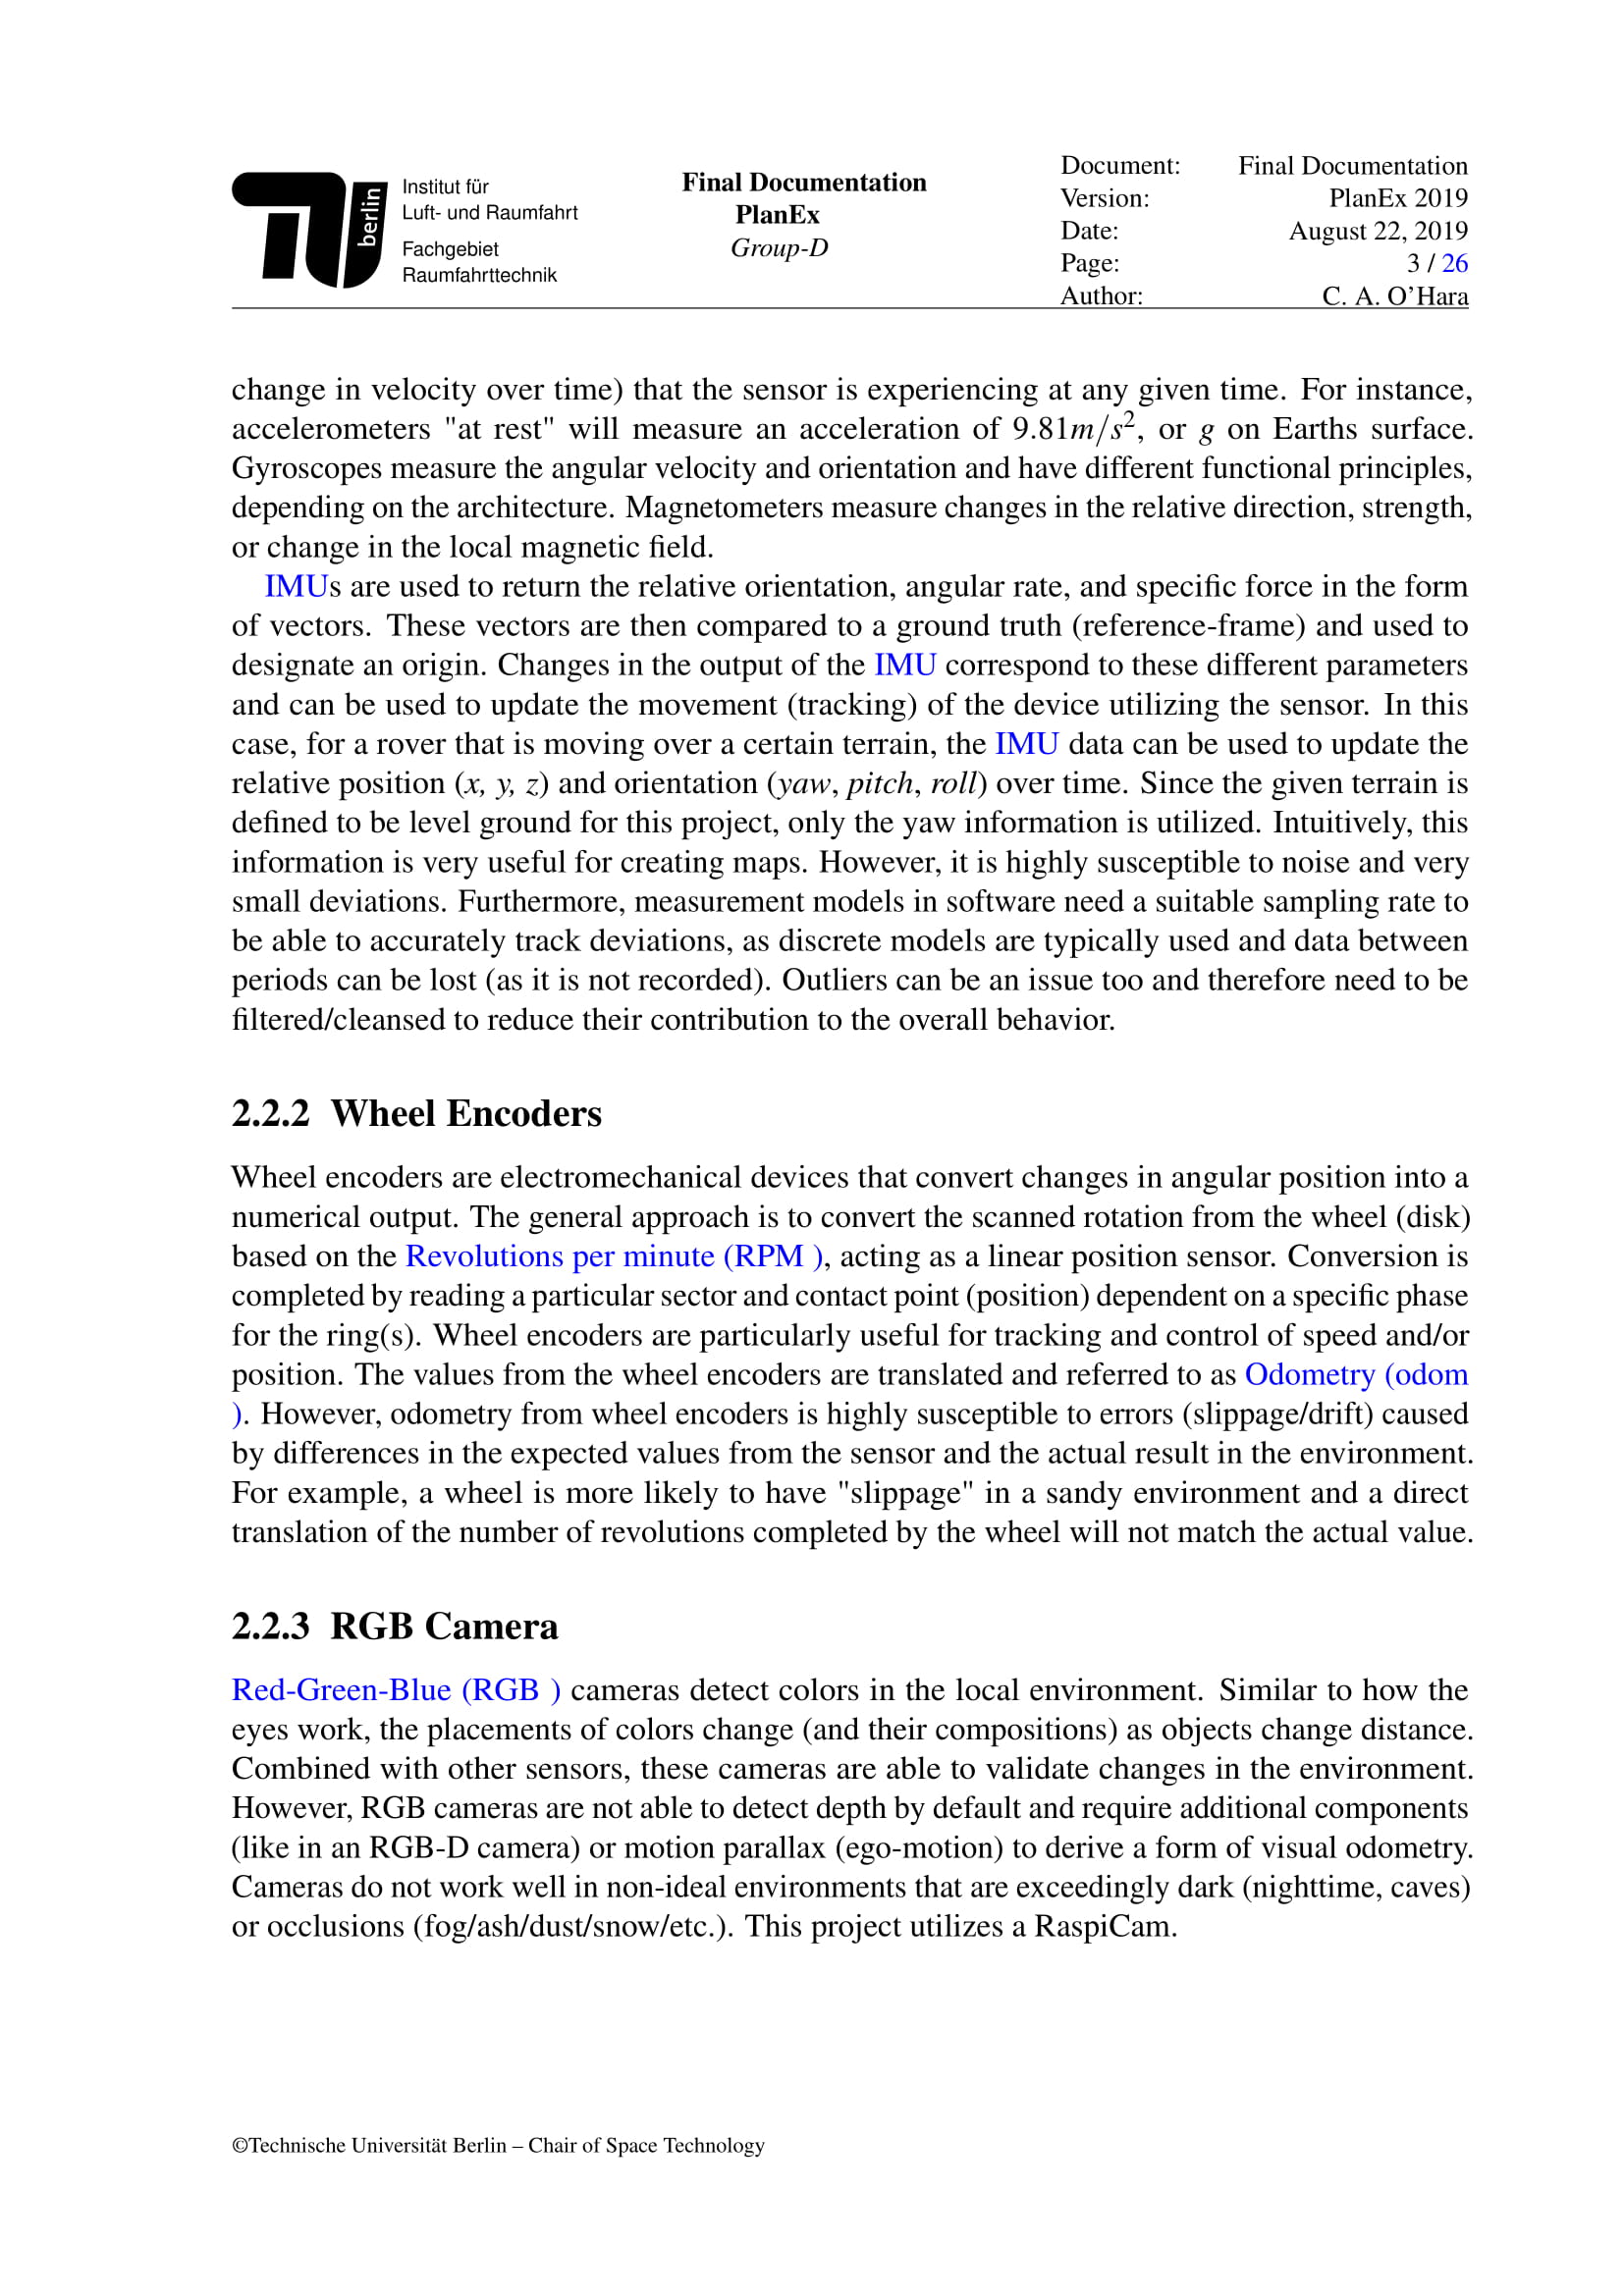 berlin
Institut für
Luft- und Raumfahrt
Fachgebiet
Raumfahrttechnik
Final Documentation
PlanEx
Group-D
Document: Final Documentation
Version: PlanEx 2019
Date: August 22, 2019
Page: 3 / 26
Author: C. A. O'Hara
change in velocity over time) that the sensor is experiencing at any given time. For instance,
accelerometers "at rest" will measure an acceleration of 9.81m/s², or g on Earths surface.
Gyroscopes measure the angular velocity and orientation and have different functional principles,
depending on the architecture. Magnetometers measure changes in the relative direction, strength,
or change in the local magnetic field.
IMUs are used to return the relative orientation, angular rate, and specific force in the form
of vectors. These vectors are then compared to a ground truth (reference-frame) and used to
designate an origin. Changes in the output of the IMU correspond to these different parameters
and can be used to update the movement (tracking) of the device utilizing the sensor. In this
case, for a rover that is moving over a certain terrain, the IMU data can be used to update the
relative position (x, y, z) and orientation (yaw, pitch, roll) over time. Since the given terrain is
defined to be level ground for this project, only the yaw information is utilized. Intuitively, this
information is very useful for creating maps. However, it is highly susceptible to noise and very
small deviations. Furthermore, measurement models in software need a suitable sampling rate to
be able to accurately track deviations, as discrete models are typically used and data between
periods can be lost (as it is not recorded). Outliers can be an issue too and therefore need to be
filtered/cleansed to reduce their contribution to the overall behavior.
2.2.2 Wheel Encoders
Wheel encoders are electromechanical devices that convert changes in angular position into a
numerical output. The general approach is to convert the scanned rotation from the wheel (disk)
based on the Revolutions per minute (RPM ), acting as a linear position sensor. Conversion is
completed by reading a particular sector and contact point (position) dependent on a specific phase
for the ring(s). Wheel encoders are particularly useful for tracking and control of speed and/or
position. The values from the wheel encoders are translated and referred to as Odometry (odom
). However, odometry from wheel encoders is highly susceptible to errors (slippage/drift) caused
by differences in the expected values from the sensor and the actual result in the environment.
For example, a wheel is more likely to have "slippage" in a sandy environment and a direct
translation of the number of revolutions completed by the wheel will not match the actual value.
2.2.3 RGB Camera
Red-Green-Blue (RGB ) cameras detect colors in the local environment. Similar to how the
eyes work, the placements of colors change (and their compositions) as objects change distance.
Combined with other sensors, these cameras are able to validate changes in the environment.
However, RGB cameras are not able to detect depth by default and require additional components
(like in an RGB-D camera) or motion parallax (ego-motion) to derive a form of visual odometry.
Cameras do not work well in non-ideal environments that are exceedingly dark (nighttime, caves)
or occlusions (fog/ash/dust/snow/etc.). This project utilizes a RaspiCam.
©Technische Universität Berlin – Chair of Space Technology